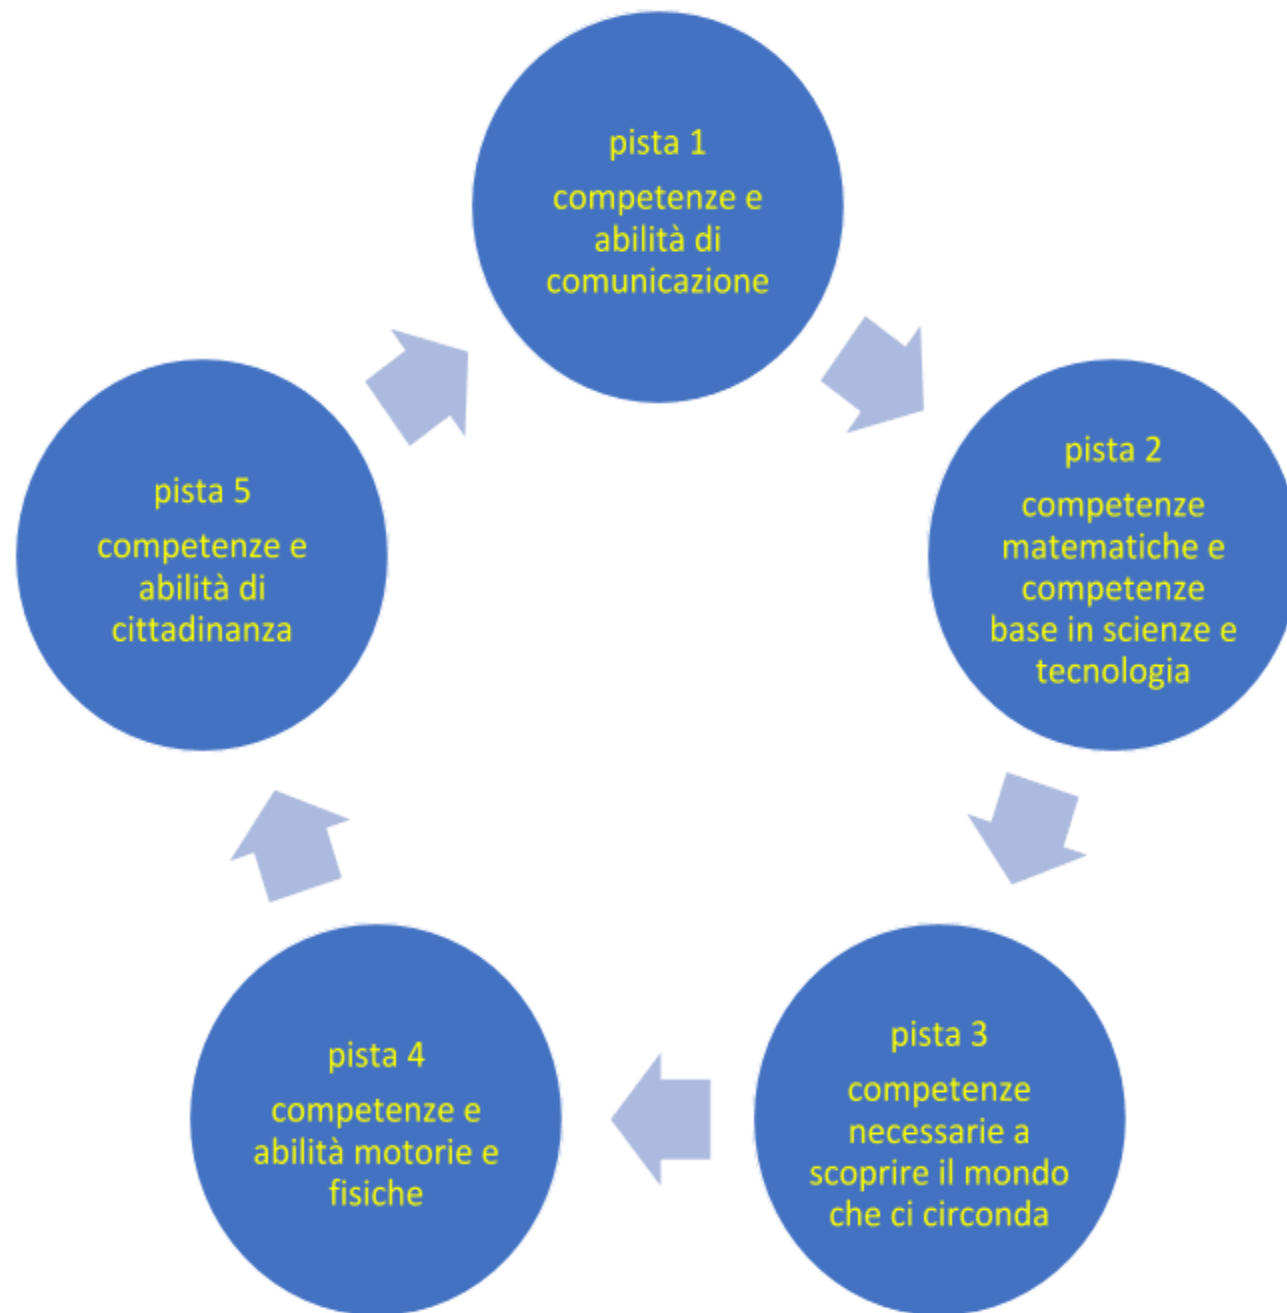 pista 1
competenze e
abilità di
comunicazione
pista 2
competenze
matematiche e
competenze
base in scienze e
tecnologia
pista 3
competenze
necessarie a
scoprire il mondo
che ci circonda
pista 4
competenze e
abilità motorie e
fisiche
pista 5
competenze e
abilità di
cittadinanza